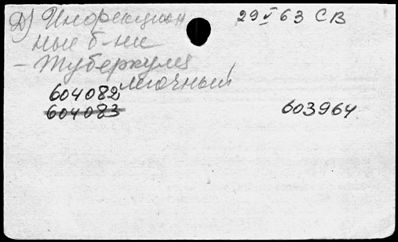 Д) Инфекцион 29 V 63 СВ
ные б-ни
- Туберкулез
легочный
604082
604083 603964